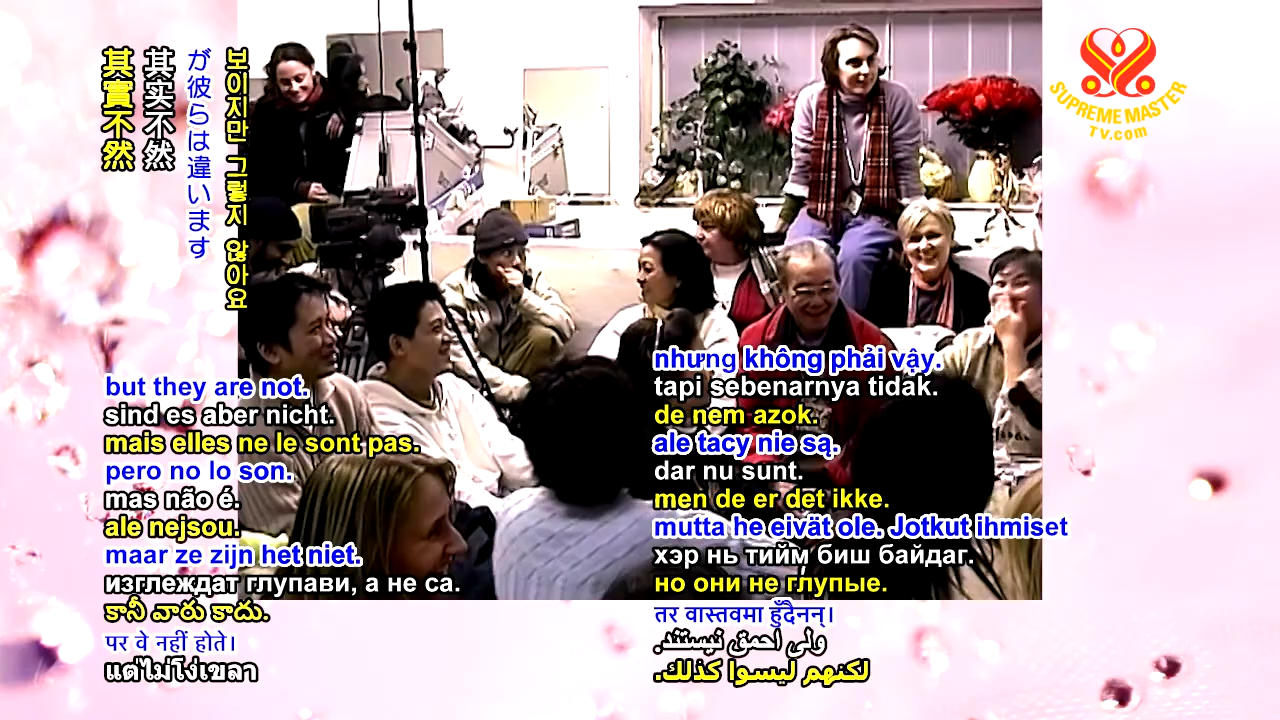 其實不然
其实不然
が彼らは違います
보이지만 그렇지 않아요
SUPREME MASTER
TV.com
but they are not.
sind es aber nicht.
mais elles ne le sont pas.
pero no lo son.
mas não é.
ale nejsou.
maar ze zijn het niet.
изглеждат глупави, а не са.
కానీ వారు కాదు.
पर वे नहीं होते।
แต่ไม่โง่เขลา
nhưng không phải vậy.
tapi sebenarnya tidak.
de nem azok.
ale tacy nie są.
dar nu sunt.
men de er det ikke.
mutta he eivät ole. Jotkut ihmiset
хэр нь тийм биш байдаг.
но они не глупые.
तर वास्तवमा हुँदैनन्।
ولی احمق نیستند.
لكنهم ليسوا كذلك.